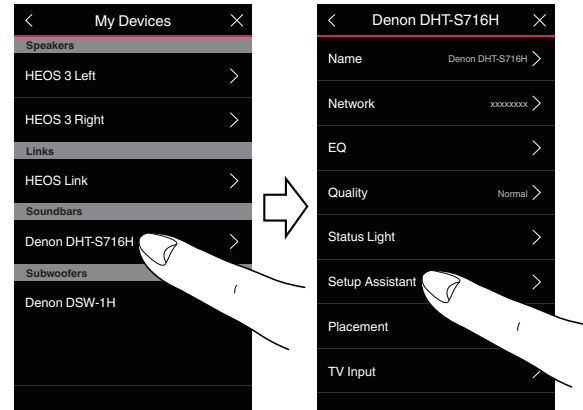 My Devices
Speakers
HEOS 3 Left
HEOS 3 Right
Links
HEOS Link
Soundbars
Denon DHT-S716H
Subwoofers
Denon DSW-1H
Denon DHT-S716H
Name Denon DHT-S716H
Network xxxxxxxx
EQ
Quality Normal
Status Light
Setup Assistant
Placement
TV Input